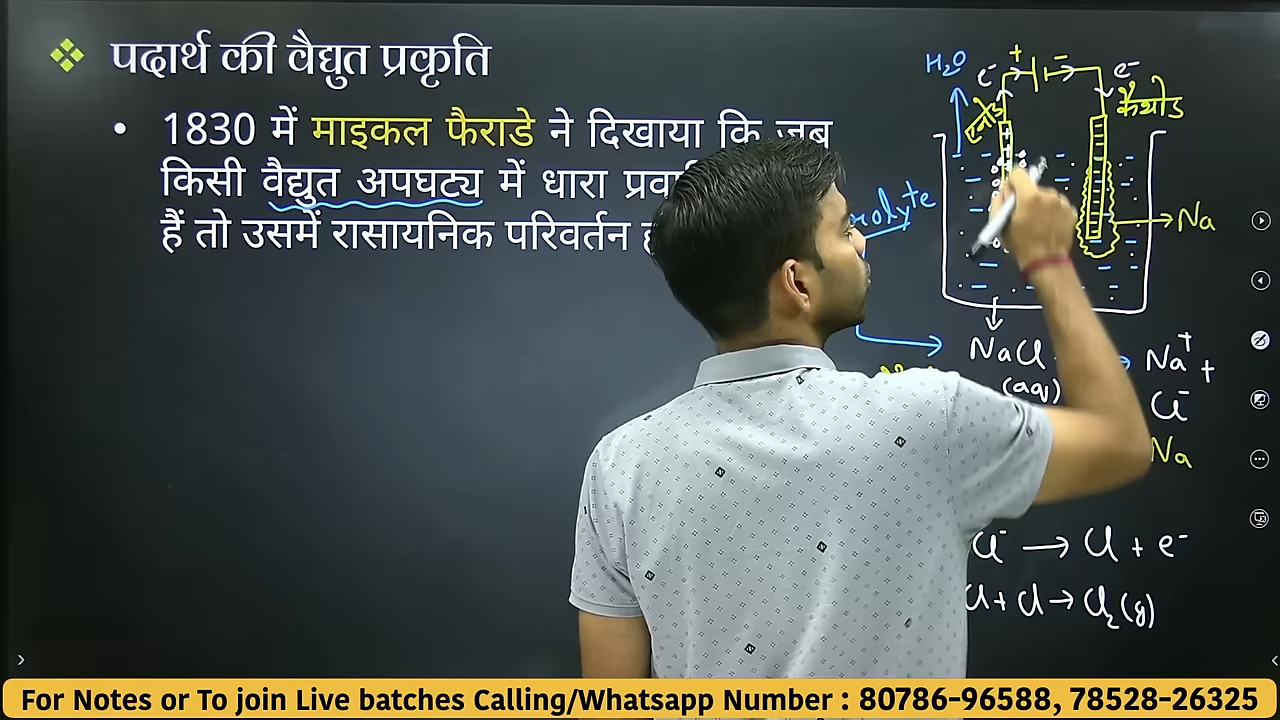 पदार्थ की वैद्युत प्रकृति
1830 में माइकल फैराडे ने दिखाया कि जब
किसी वैद्युत अपघट्य में धारा
हैं तो उसमें रासायनिक परिवर्तन
H₂O
e⁻
+
−
e⁻
कैथोड
Na
NaCl
(aq)
Na⁺ +
Cl⁻
Na
Cl⁻ → Cl + e⁻
Cl + Cl → Cl₂(g)
For Notes or To join Live batches Calling/Whatsapp Number : 80786-96588, 78528-26325